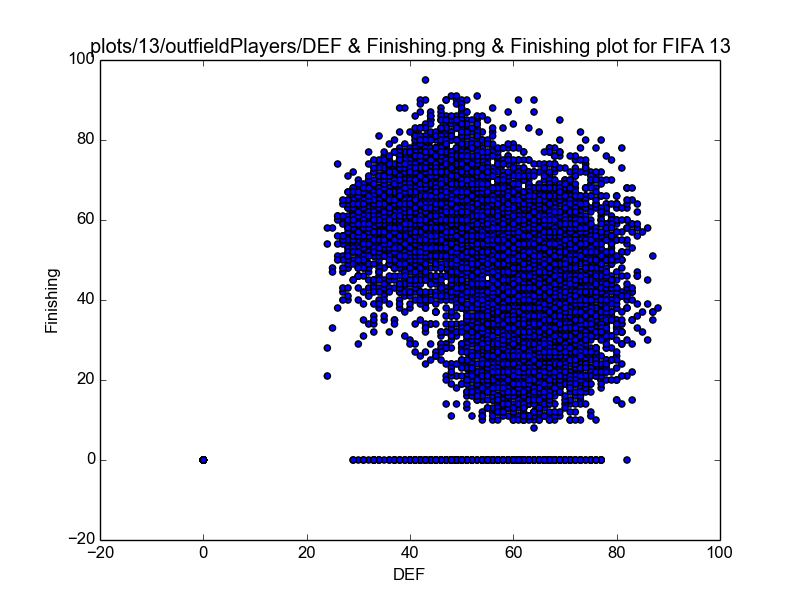 plots/13/outfieldPlayers/DEF & Finishing.png & Finishing plot for FIFA 13
100
80
60
40
20
0
−20
Finishing
−20 0 20 40 60 80 100
DEF